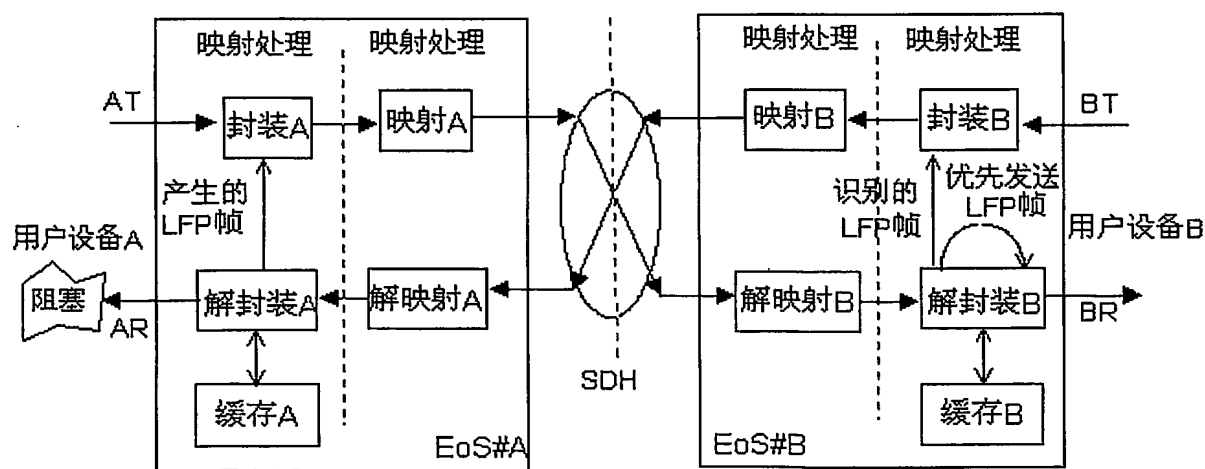 映射处理
映射处理
映射处理
映射处理
AT
封装A
映射A
映射B
封装B
BT
产生的
LFP帧
识别的
LFP帧
优先发送
LFP帧
用户设备A
用户设备B
阻塞
AR
解封装A
解映射A
解映射B
解封装B
BR
SDH
缓存A
EoS#A
EoS#B
缓存B